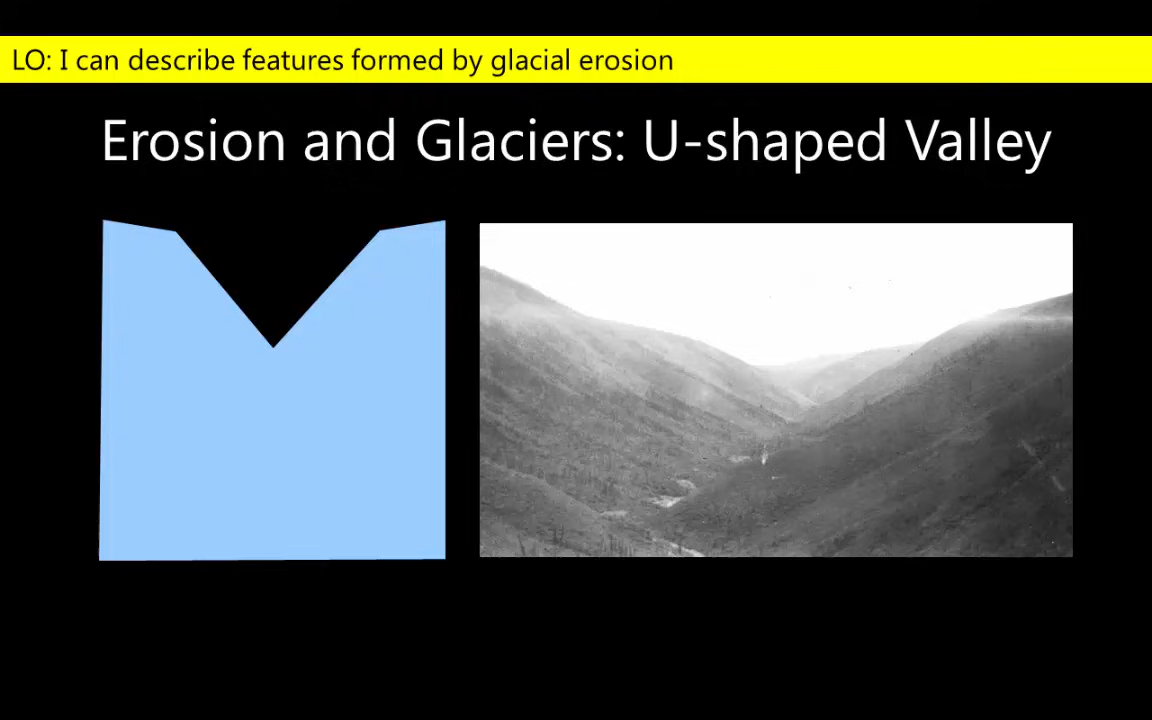 LO: I can describe features formed by glacial erosion
Erosion and Glaciers: U-shaped Valley